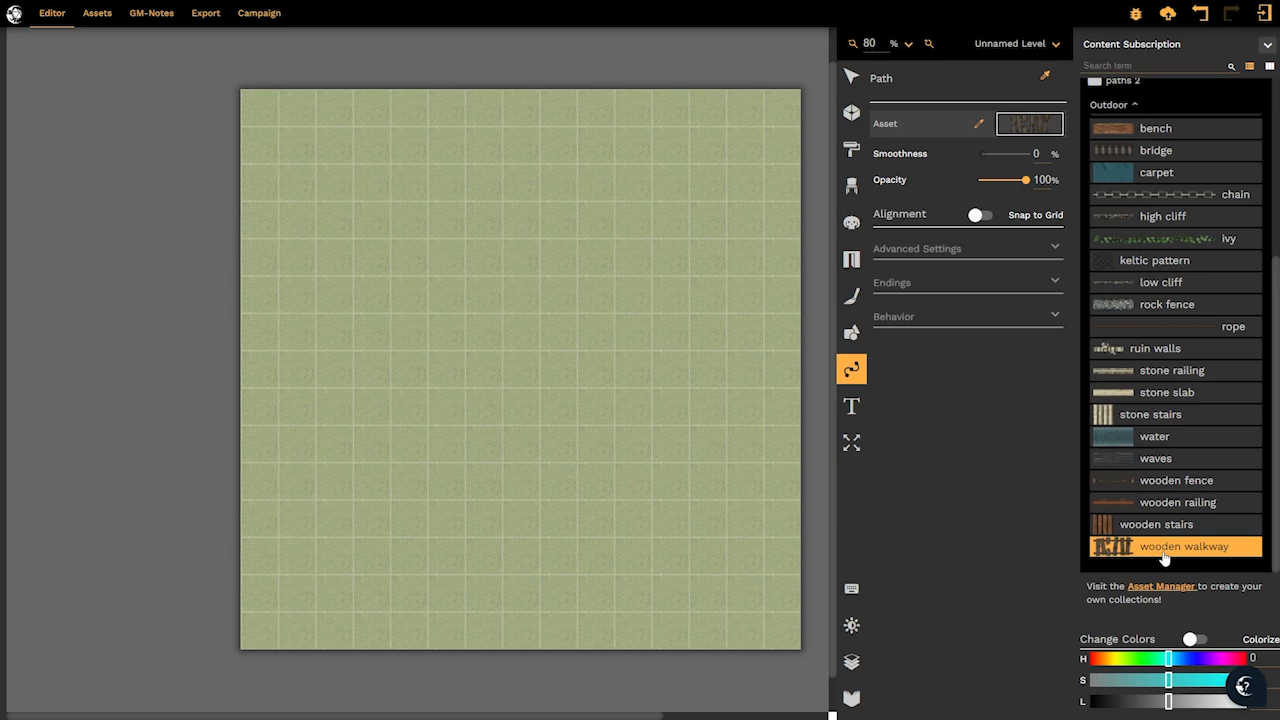 Editor Assets GM-Notes Export Campaign
80 %
Unnamed Level
Path
Asset
Smoothness 0 %
Opacity 100%
Alignment Snap to Grid
Advanced Settings
Endings
Behavior
Content Subscription
Search term
paths 2
Outdoor
bench
bridge
carpet
chain
high cliff
ivy
keltic pattern
low cliff
rock fence
rope
ruin walls
stone railing
stone slab
stone stairs
water
waves
wooden fence
wooden railing
wooden stairs
wooden walkway
Visit the Asset Manager to create your
own collections!
Change Colors Colorize
H 0
S
L